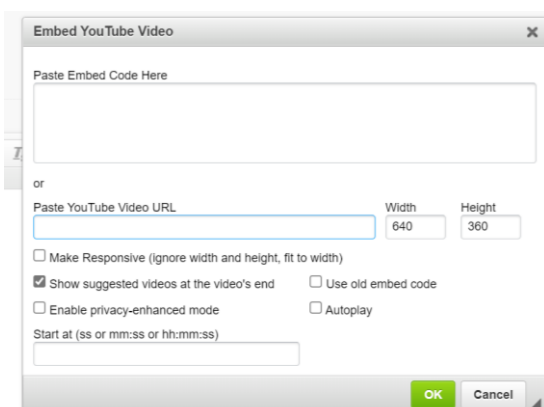 Embed YouTube Video
Paste Embed Code Here
or
Paste YouTube Video URL
Width
Height
640
360
Make Responsive (ignore width and height, fit to width)
Show suggested videos at the video's end
Use old embed code
Enable privacy-enhanced mode
Autoplay
Start at (ss or mm:ss or hh:mm:ss)
OK
Cancel